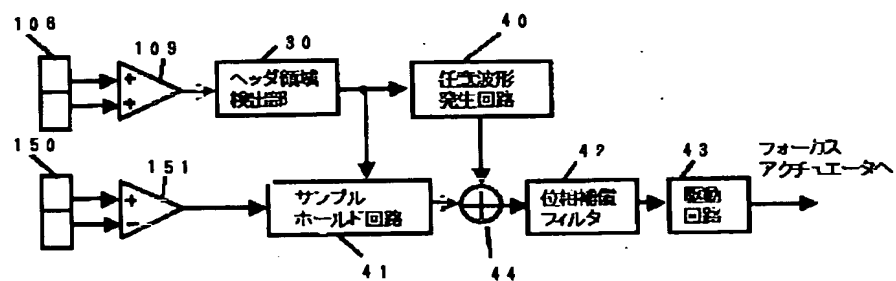 108
109
30
40
+
+
ヘッダ領域
検出部
任意波形
発生回路
150
151
+
−
サンプル
ホールド回路
41
44
42
位相補償
フィルタ
43
駆動
回路
フォーカス
アクチュエータへ